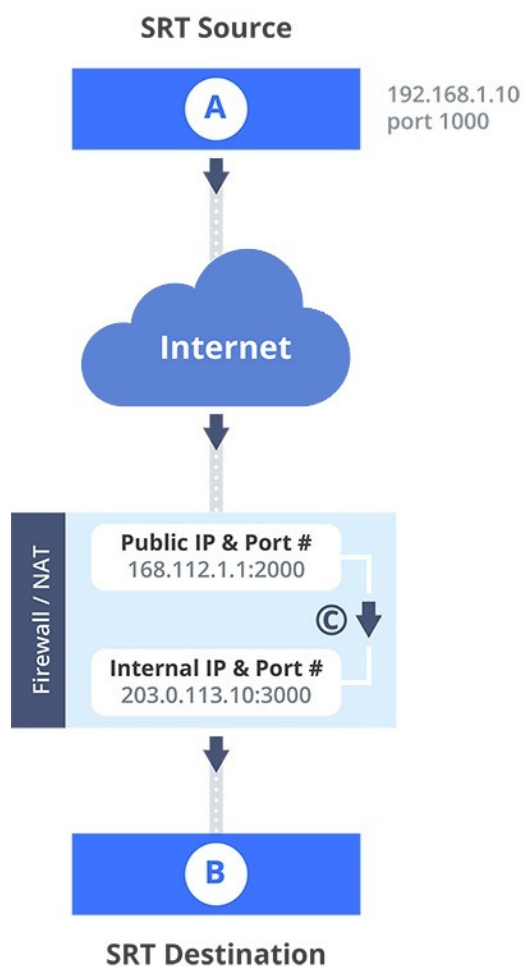 SRT Source
A
192.168.1.10
port 1000
Internet
Firewall / NAT
Public IP & Port #
168.112.1.1:2000
©
Internal IP & Port #
203.0.113.10:3000
B
SRT Destination